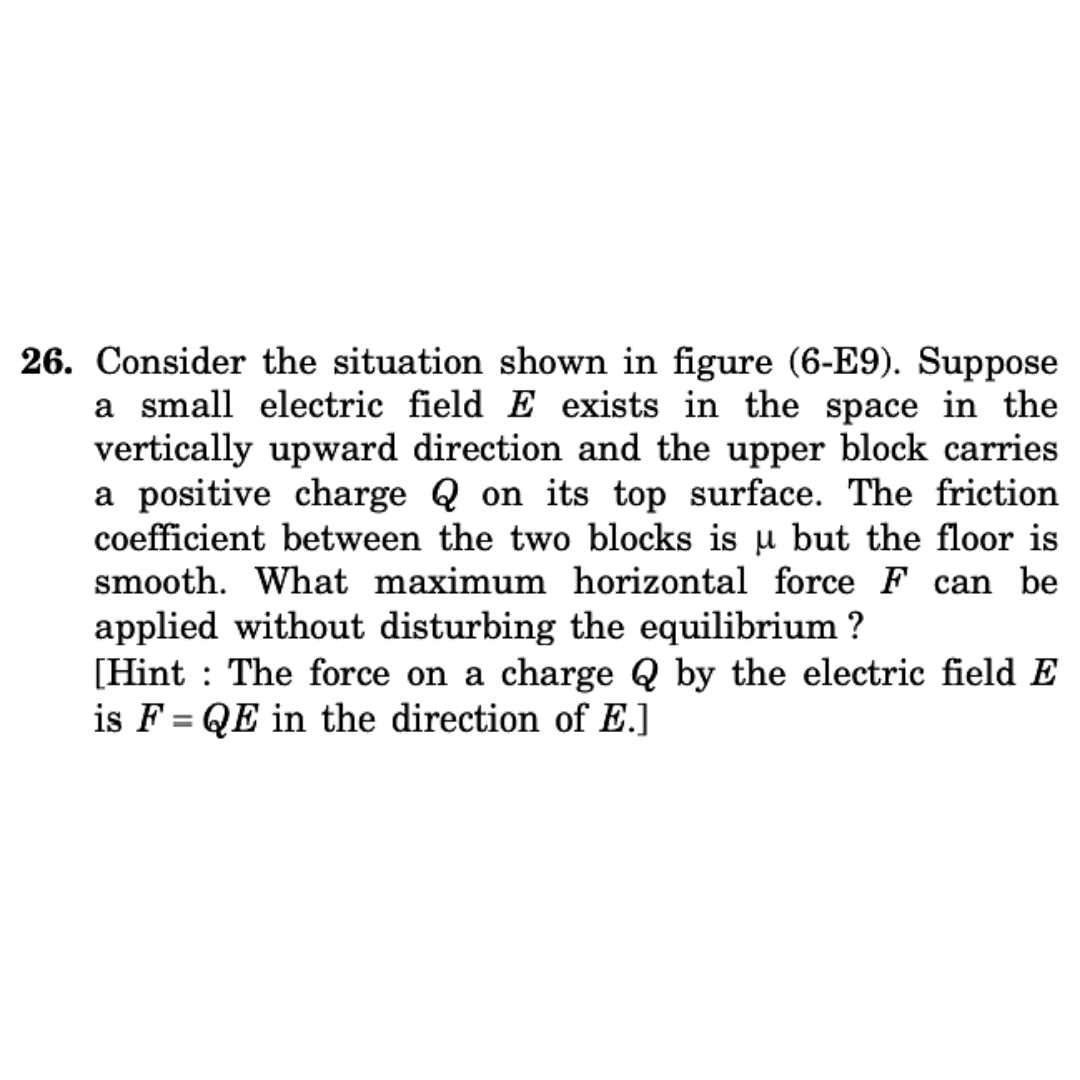 26. Consider the situation shown in figure (6-E9). Suppose
a small electric field E exists in the space in the
vertically upward direction and the upper block carries
a positive charge Q on its top surface. The friction
coefficient between the two blocks is μ but the floor is
smooth. What maximum horizontal force F can be
applied without disturbing the equilibrium ?
[Hint : The force on a charge Q by the electric field E
is F = QE in the direction of E.]